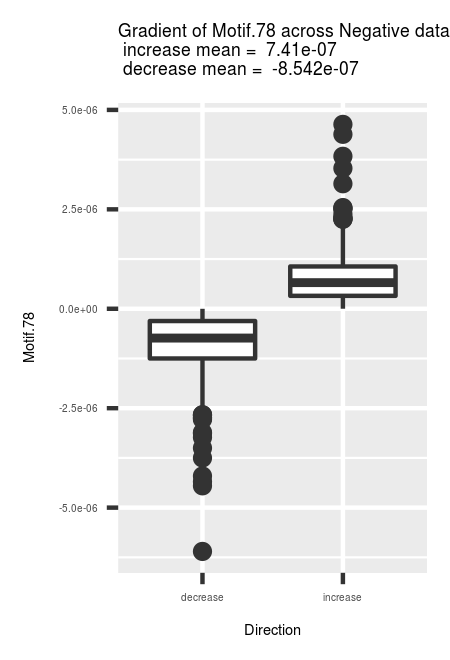 Gradient of Motif.78 across Negative data
increase mean =  7.41e-07
decrease mean =  -8.542e-07
5.0e-06
2.5e-06
0.0e+00
-2.5e-06
-5.0e-06
Motif.78
decrease
increase
Direction